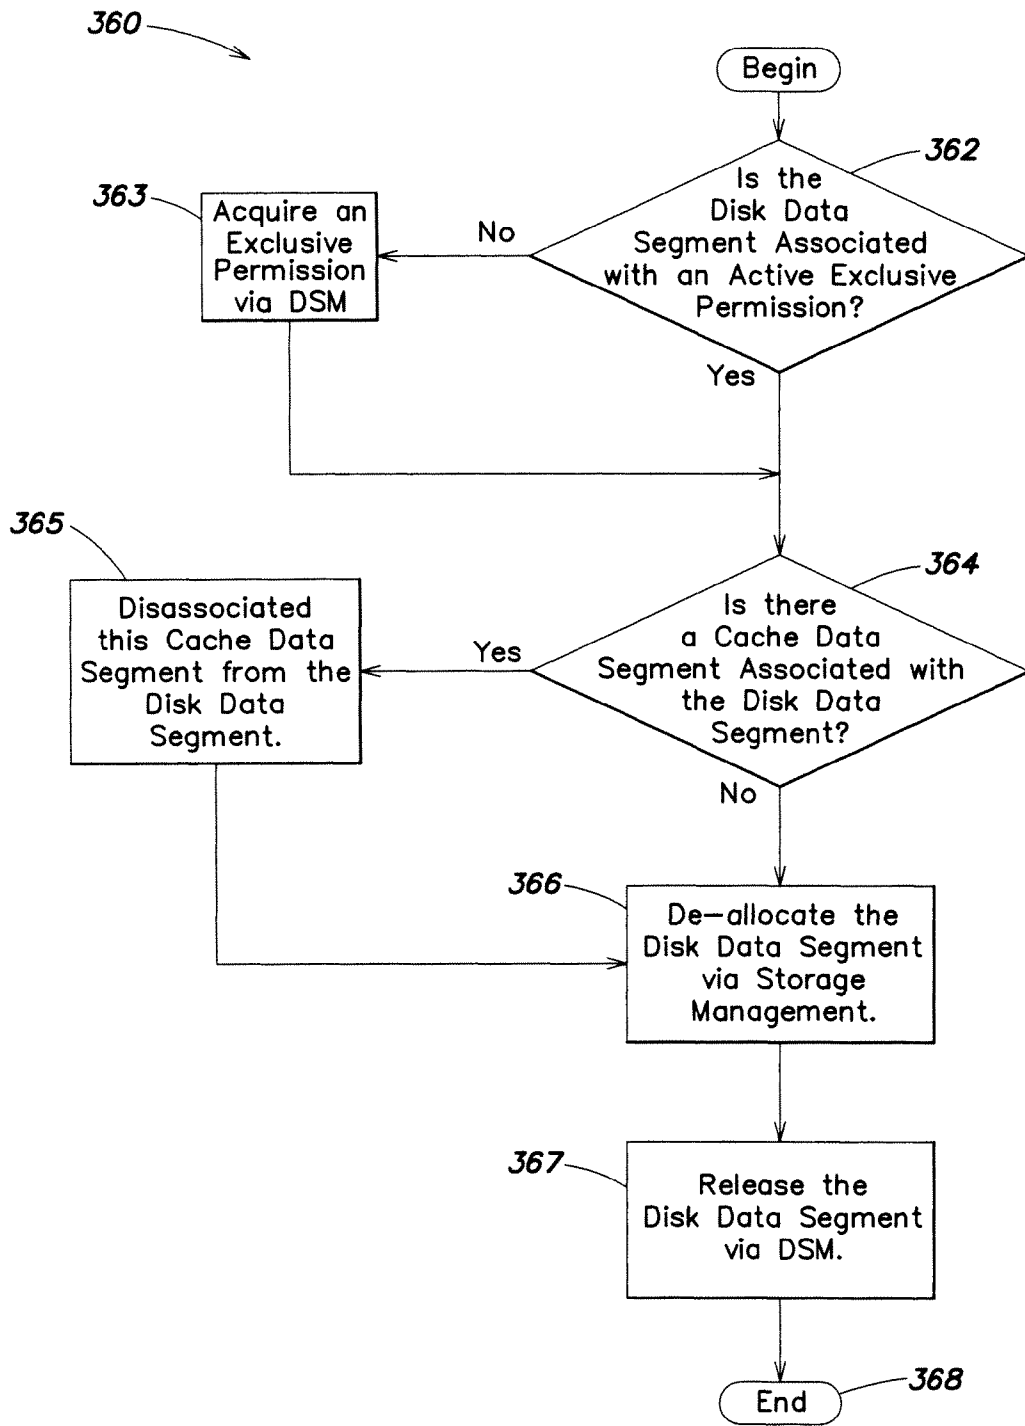 360
Begin
362
Is the
Disk Data
Segment Associated
with an Active Exclusive
Permission?
No
363
Acquire an
Exclusive
Permission
via DSM
Yes
364
Is there
a Cache Data
Segment Associated with
the Disk Data
Segment?
Yes
365
Disassociated
this Cache Data
Segment from the
Disk Data
Segment.
No
366
De-allocate the
Disk Data Segment
via Storage
Management.
367
Release the
Disk Data Segment
via DSM.
End
368